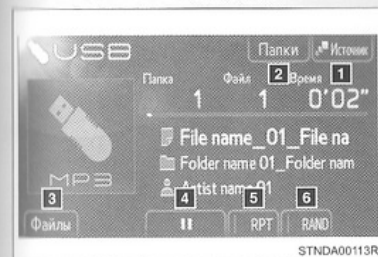 USB Папки 2 Источник 1
Папка Файл Время
1 1 0'02"
File name_01_File na
Folder name 01_Folder nam
Artist name 01
MP3
3 4 5 6
Файлы RPT RAND
STNDA00113R